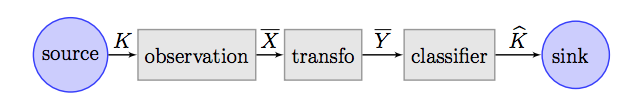 source K observation X̅ transfo Y̅ classifier K̂ sink